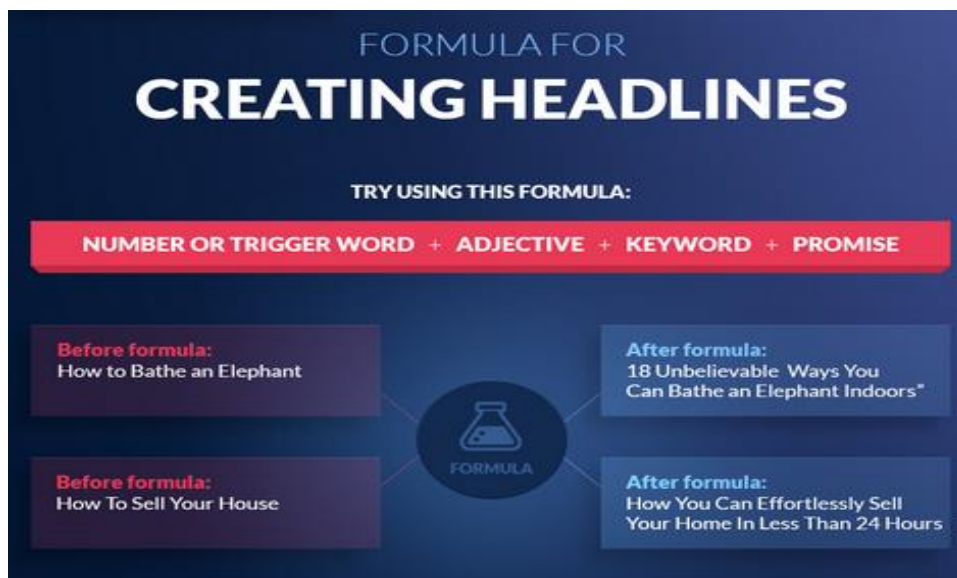 FORMULA FOR
CREATING HEADLINES
TRY USING THIS FORMULA:
NUMBER OR TRIGGER WORD + ADJECTIVE + KEYWORD + PROMISE
Before formula:
How to Bathe an Elephant
After formula:
18 Unbelievable Ways You
Can Bathe an Elephant Indoors"
FORMULA
Before formula:
How To Sell Your House
After formula:
How You Can Effortlessly Sell
Your Home In Less Than 24 Hours